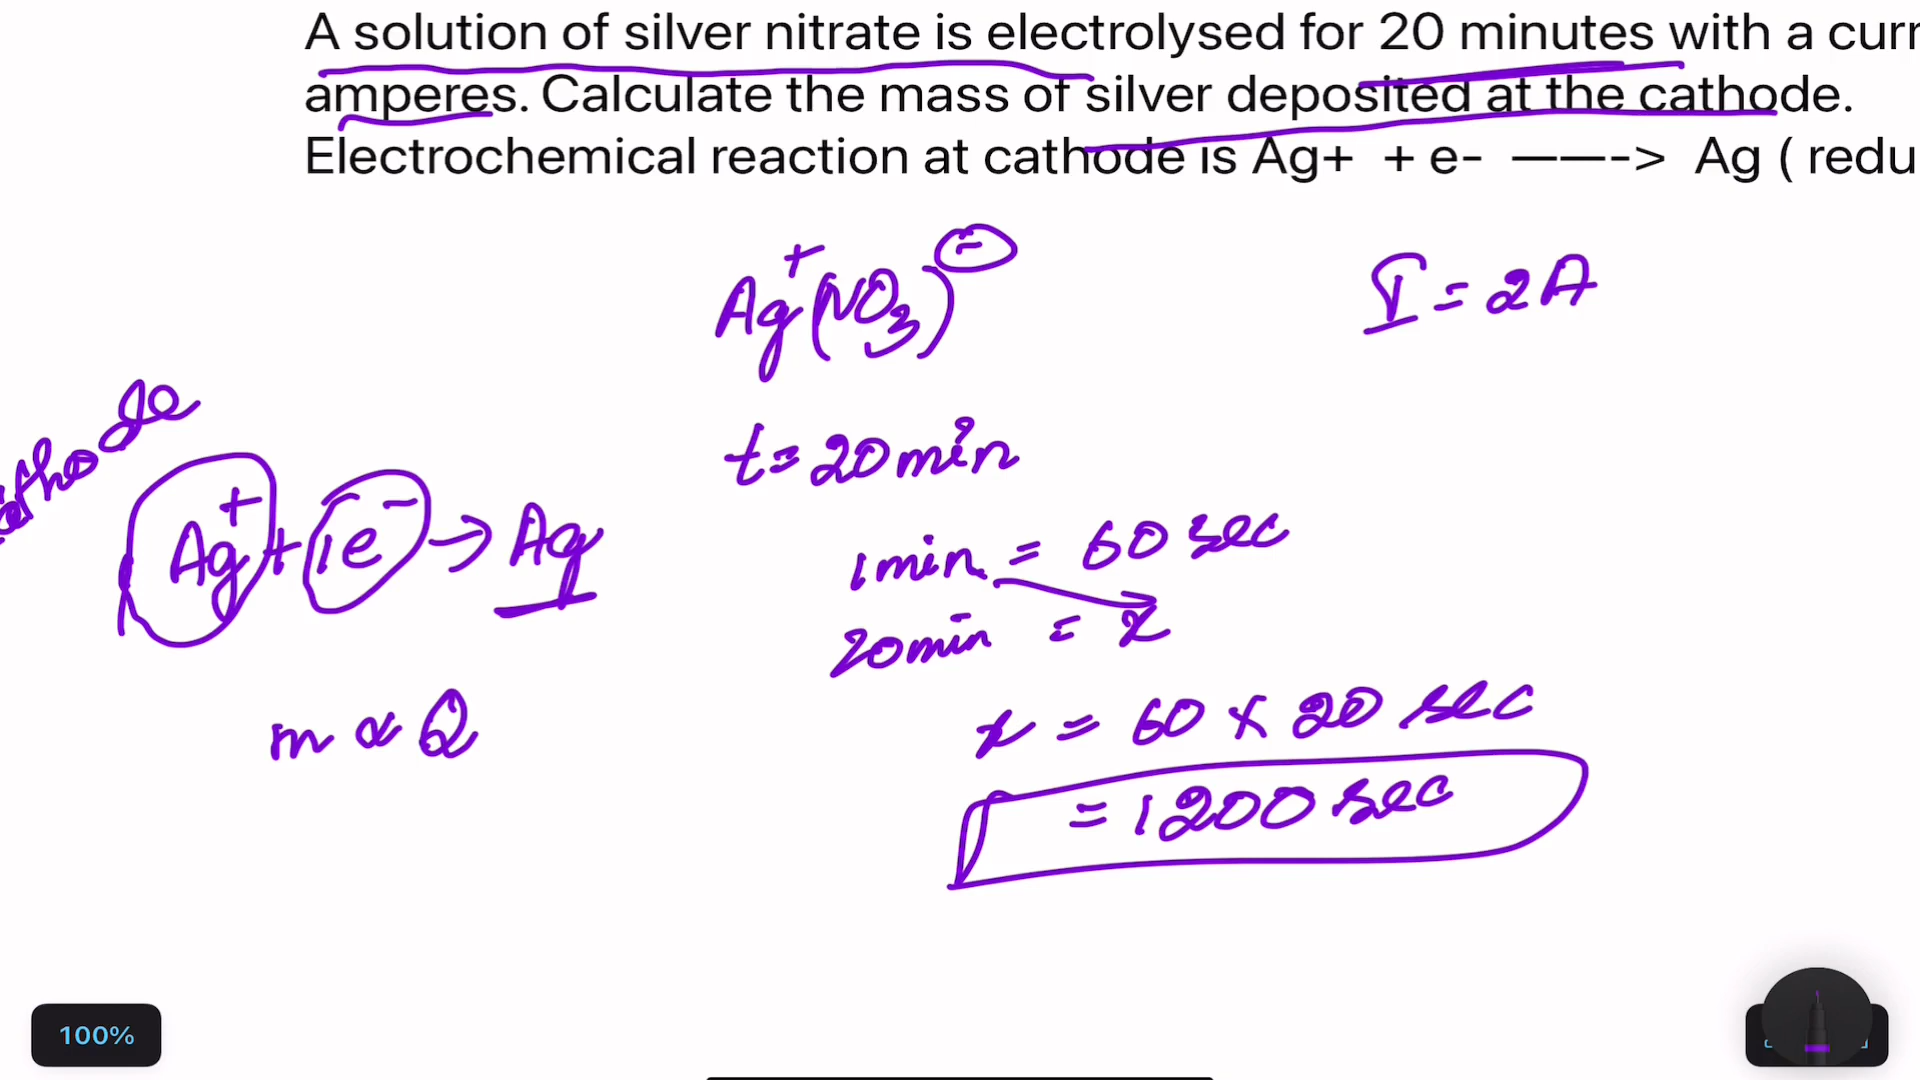 A solution of silver nitrate is electrolysed for 20 minutes with a curr
amperes. Calculate the mass of silver deposited at the cathode.
Electrochemical reaction at cathode is Ag+ + e- ———-> Ag ( redu
Ag⁺(NO₃)⁻
I = 2A
athode
t = 20min
Ag⁺ + 1e⁻ → Ag
1min = 60 sec
20min = x
m ∝ Q
x = 60 × 20 sec
= 1200 sec
100%